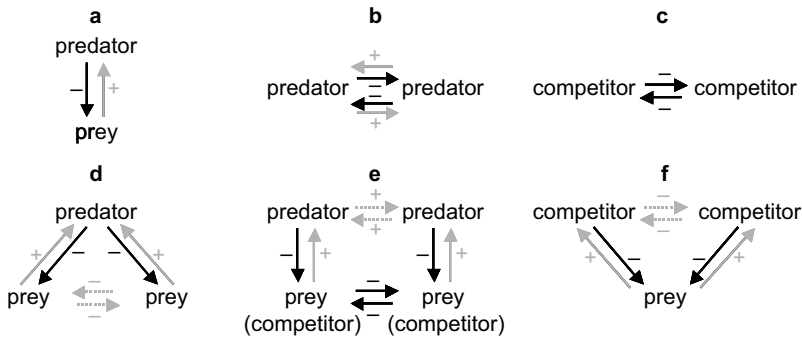 a
predator
– +
prey
b
+
predator – predator
–
+
c
competitor – competitor
–
d
predator
+ – – +
–
prey prey
–
e
predator + predator
+
– + – +
prey – prey
(competitor) – (competitor)
f
competitor – competitor
–
+ – – +
prey